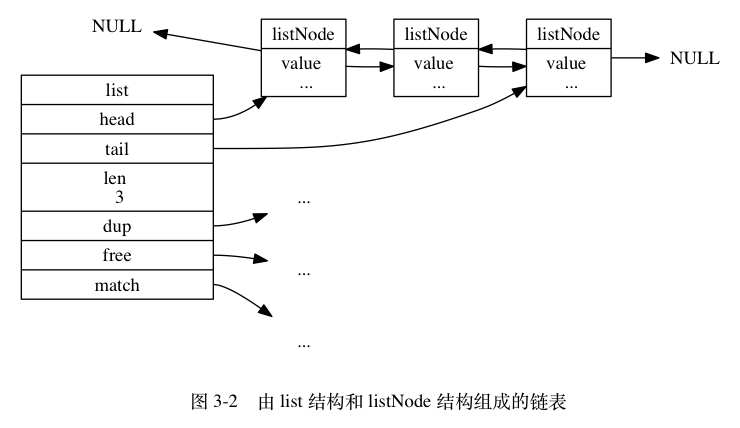 NULL
listNode
value
...
listNode
value
...
listNode
value
...
NULL
list
head
tail
len
3
dup
free
match
...
...
...
图 3-2 由 list 结构和 listNode 结构组成的链表